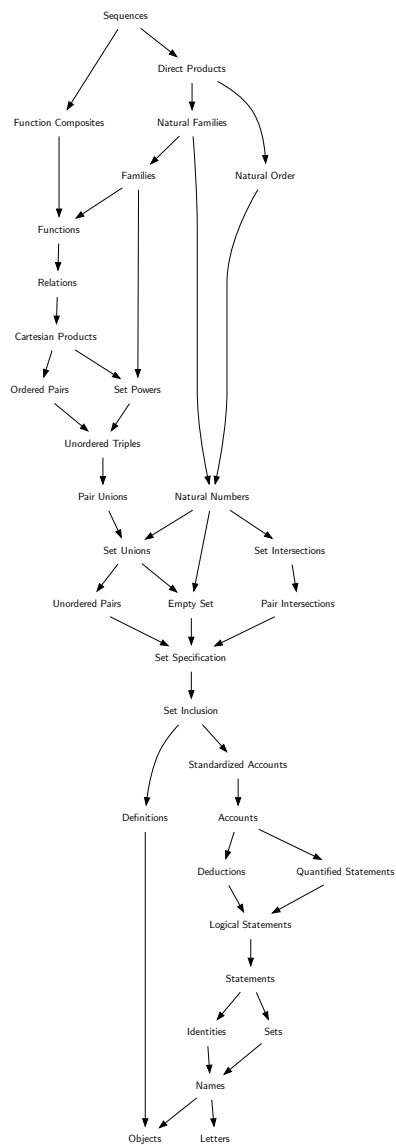 Sequences
Direct Products
Function Composites
Natural Families
Families
Natural Order
Functions
Relations
Cartesian Products
Ordered Pairs
Set Powers
Unordered Triples
Pair Unions
Natural Numbers
Set Unions
Set Intersections
Unordered Pairs
Empty Set
Pair Intersections
Set Specification
Set Inclusion
Standardized Accounts
Definitions
Accounts
Deductions
Quantified Statements
Logical Statements
Statements
Identities
Sets
Names
Objects
Letters